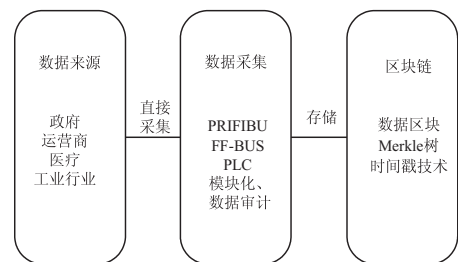 数据来源
政府
运营商
医疗
工业行业
直接
采集
数据采集
PRIFIBU
FF-BUS
PLC
模块化、
数据审计
存储
区块链
数据区块
Merkle树
时间戳技术